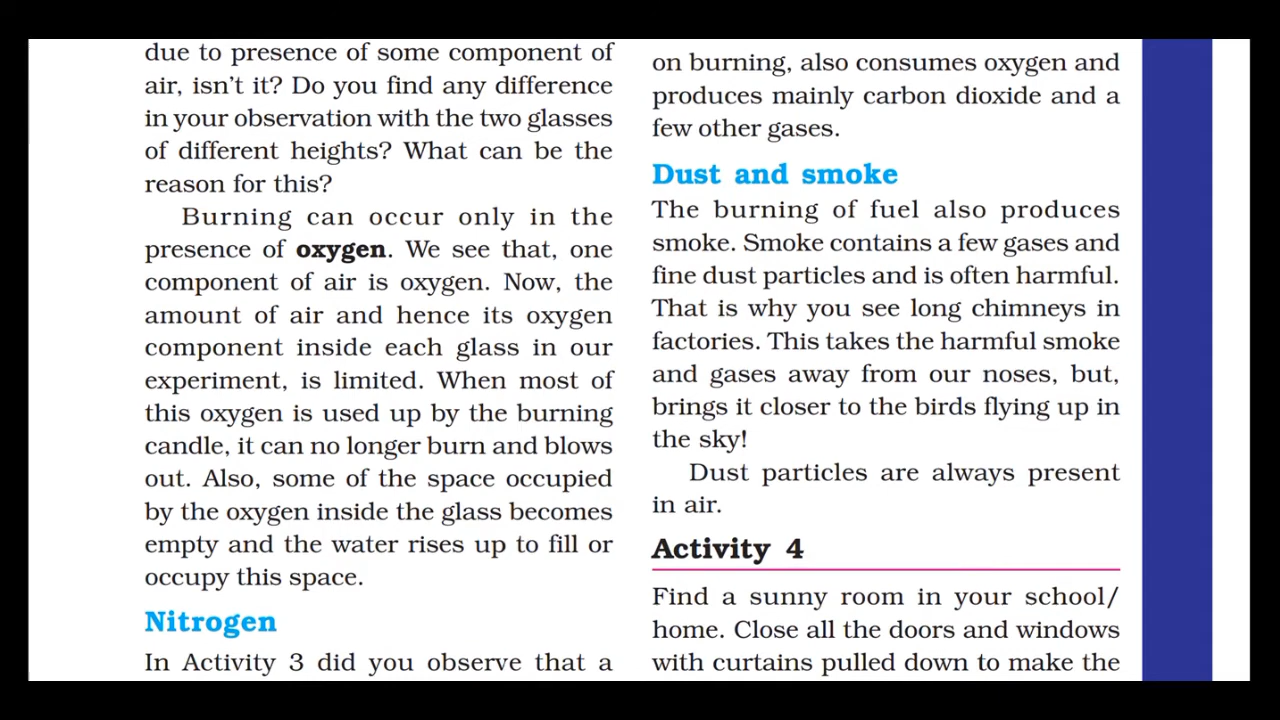 due to presence of some component of
air, isn’t it? Do you find any difference
in your observation with the two glasses
of different heights? What can be the
reason for this?
Burning can occur only in the
presence of oxygen. We see that, one
component of air is oxygen. Now, the
amount of air and hence its oxygen
component inside each glass in our
experiment, is limited. When most of
this oxygen is used up by the burning
candle, it can no longer burn and blows
out. Also, some of the space occupied
by the oxygen inside the glass becomes
empty and the water rises up to fill or
occupy this space.
Nitrogen
In Activity 3 did you observe that a
on burning, also consumes oxygen and
produces mainly carbon dioxide and a
few other gases.
Dust and smoke
The burning of fuel also produces
smoke. Smoke contains a few gases and
fine dust particles and is often harmful.
That is why you see long chimneys in
factories. This takes the harmful smoke
and gases away from our noses, but,
brings it closer to the birds flying up in
the sky!
Dust particles are always present
in air.
Activity 4
Find a sunny room in your school/
home. Close all the doors and windows
with curtains pulled down to make the